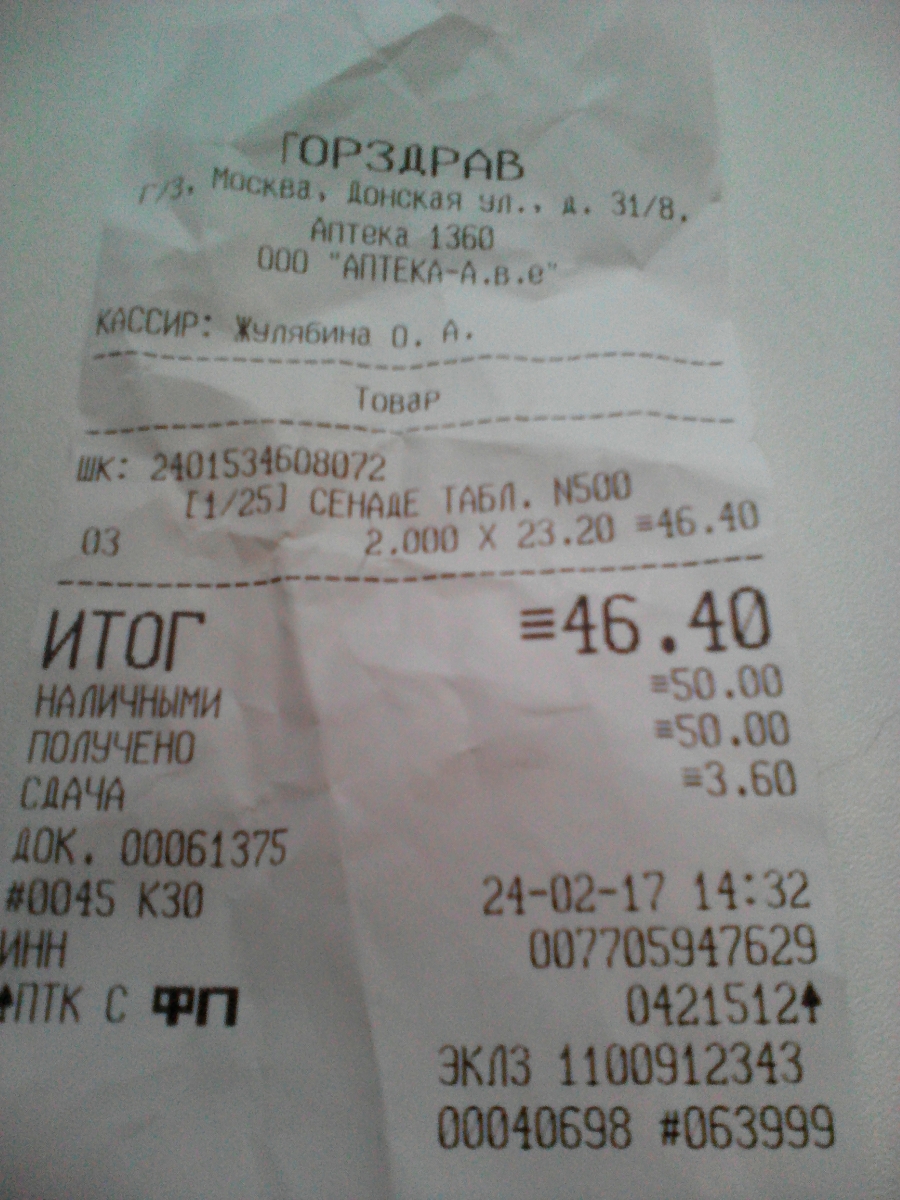 ГОРЗДРАВ
г/З. Москва, Донская ул., д. 31/8.
Аптека 1360
ООО "АПТЕКА-А.в.е"
КАССИР: Жулябина О. А.
Товар
ШК: 2401534608072
[1/25] СЕНАДЕ ТАБЛ. N500
03 2.000 X 23.20 ≡46.40
ИТОГ ≡46.40
НАЛИЧНЫМИ ≡50.00
ПОЛУЧЕНО ≡50.00
СДАЧА ≡3.60
ДОК. 00061375
#0045 К30 24-02-17 14:32
ИНН 007705947629
ПТК С ФП 0421512
ЭКЛЗ 1100912343
00040698 #063999